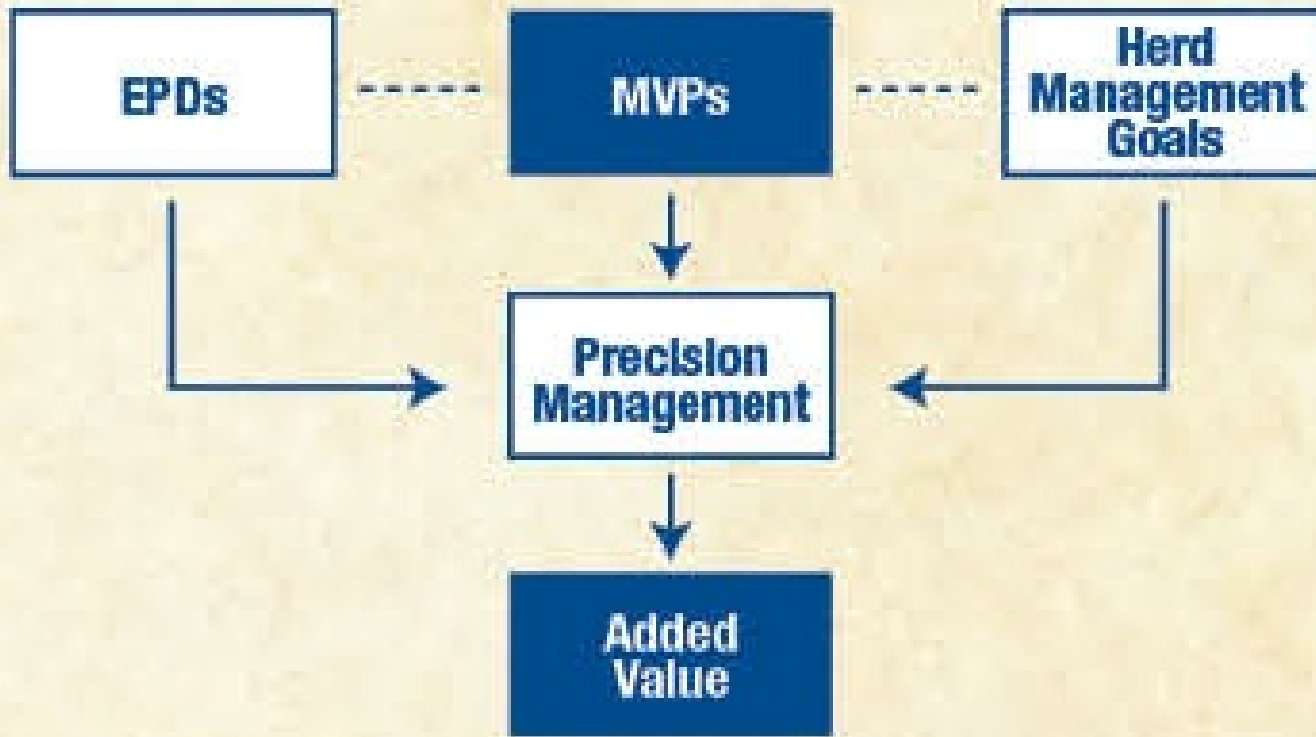 EPDs
MVPs
Herd
Management
Goals
Precision
Management
Added
Value